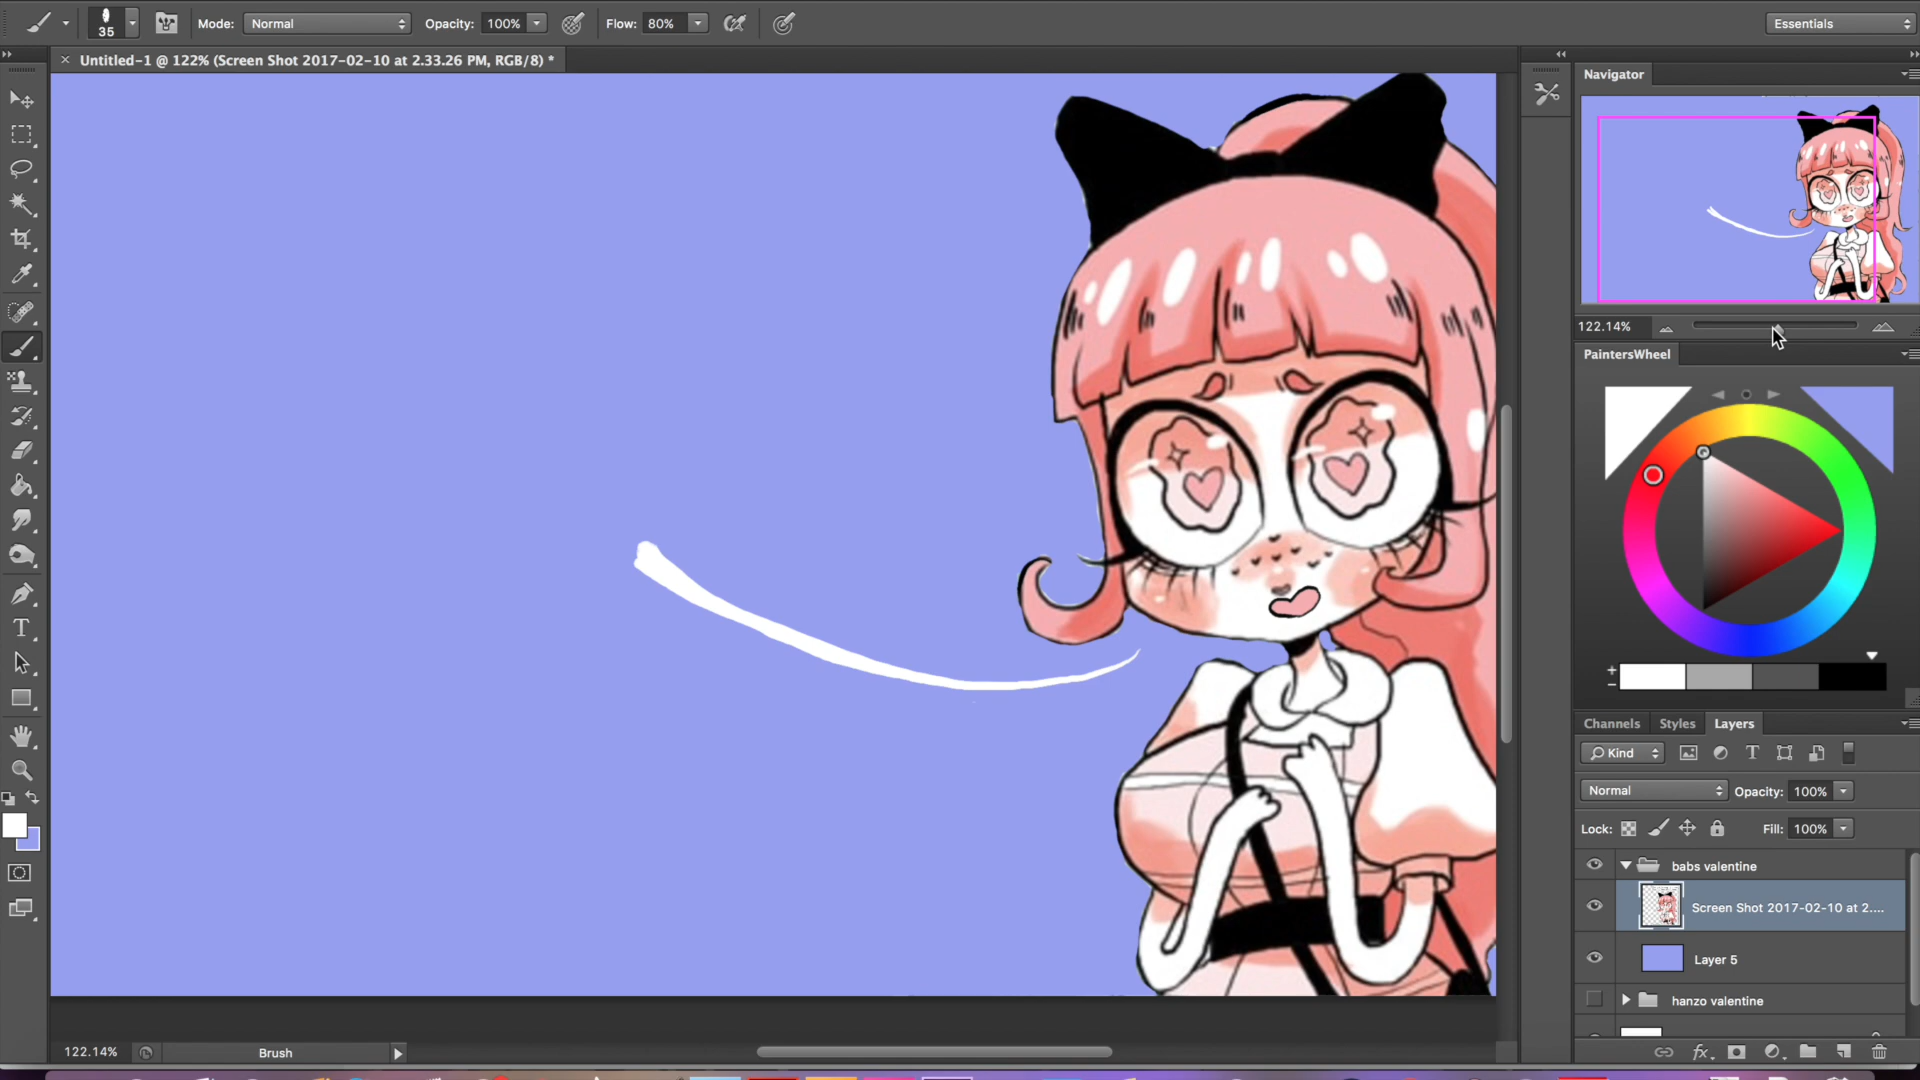 35
Mode: Normal Opacity: 100% Flow: 80% Essentials
× Untitled-1 @ 122% (Screen Shot 2017-02-10 at 2.33.26 PM, RGB/8) *
Navigator
122.14%
PaintersWheel
Channels Styles Layers
Kind
Normal Opacity: 100%
Lock: Fill: 100%
babs valentine
Screen Shot 2017-02-10 at 2....
Layer 5
hanzo valentine
122.14% Brush